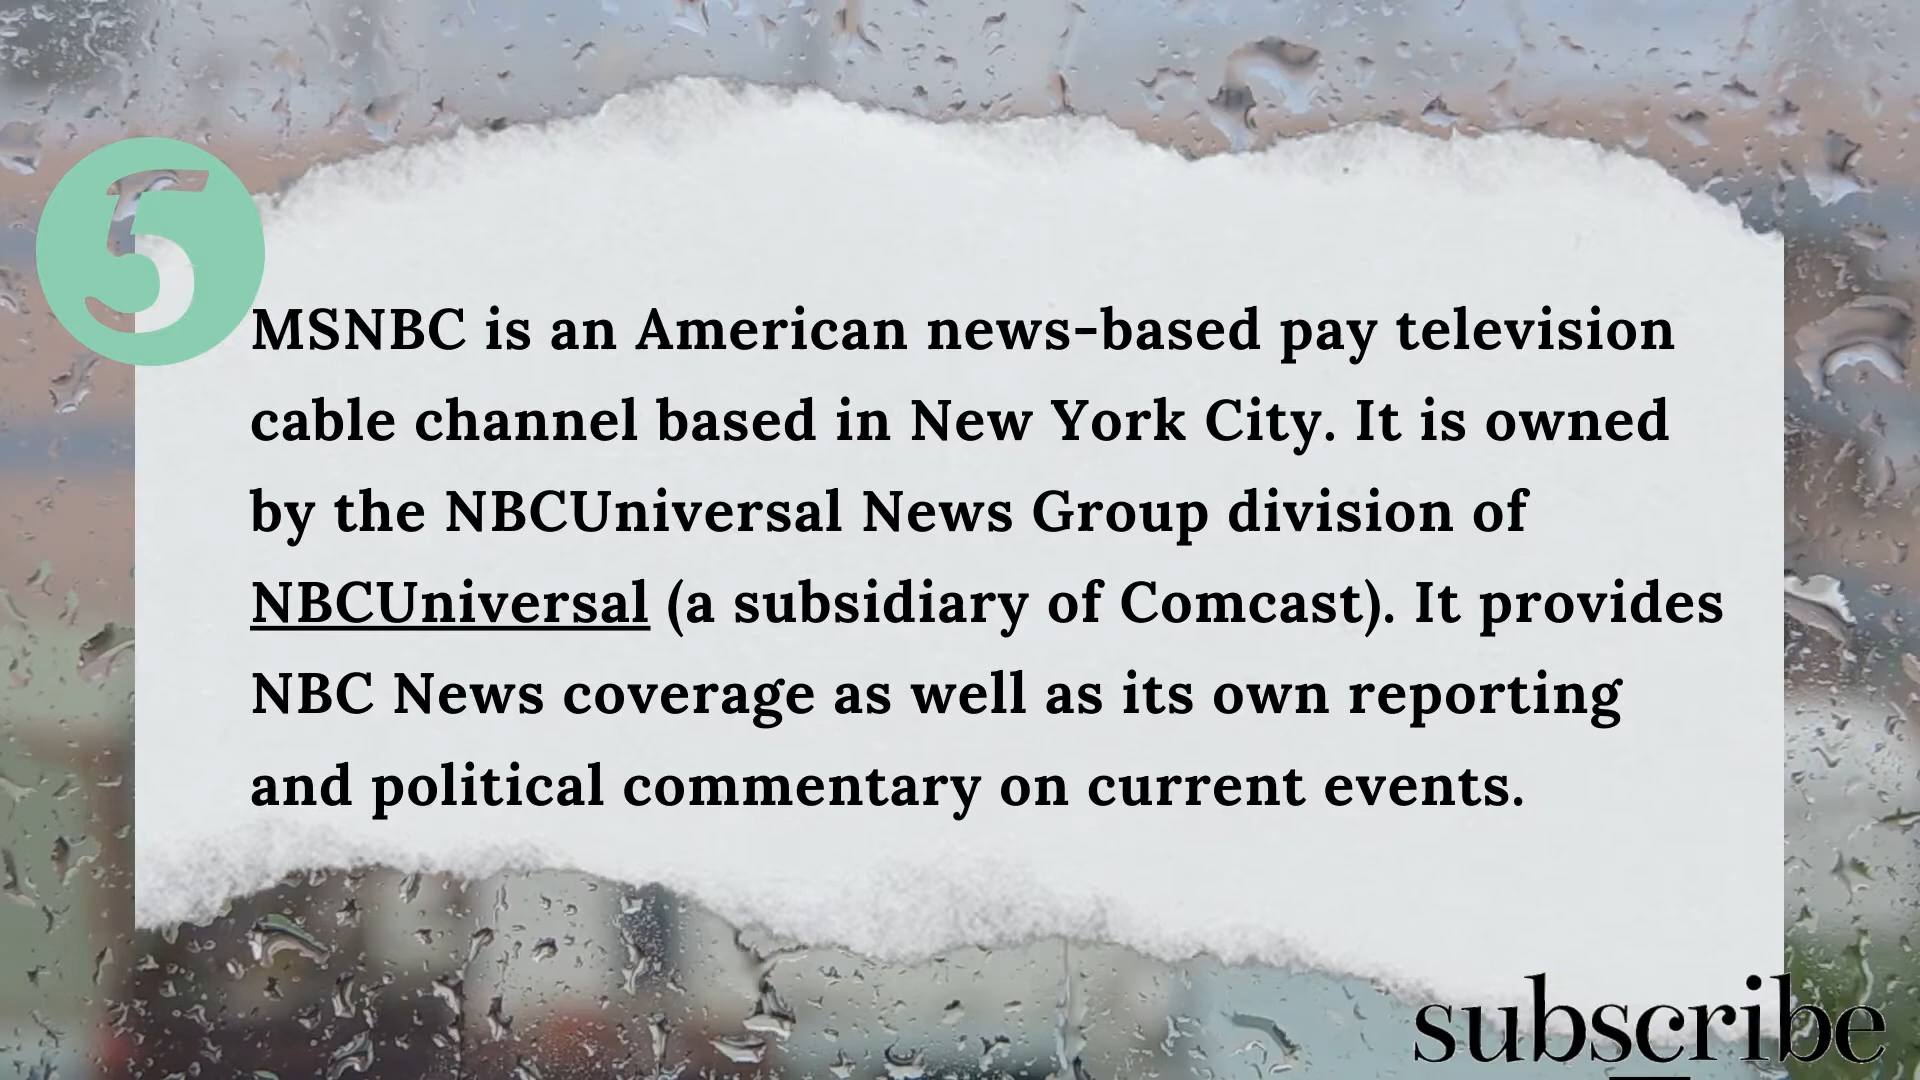 5
MSNBC is an American news-based pay television
cable channel based in New York City. It is owned
by the NBCUniversal News Group division of
NBCUniversal (a subsidiary of Comcast). It provides
NBC News coverage as well as its own reporting
and political commentary on current events.
subscribe